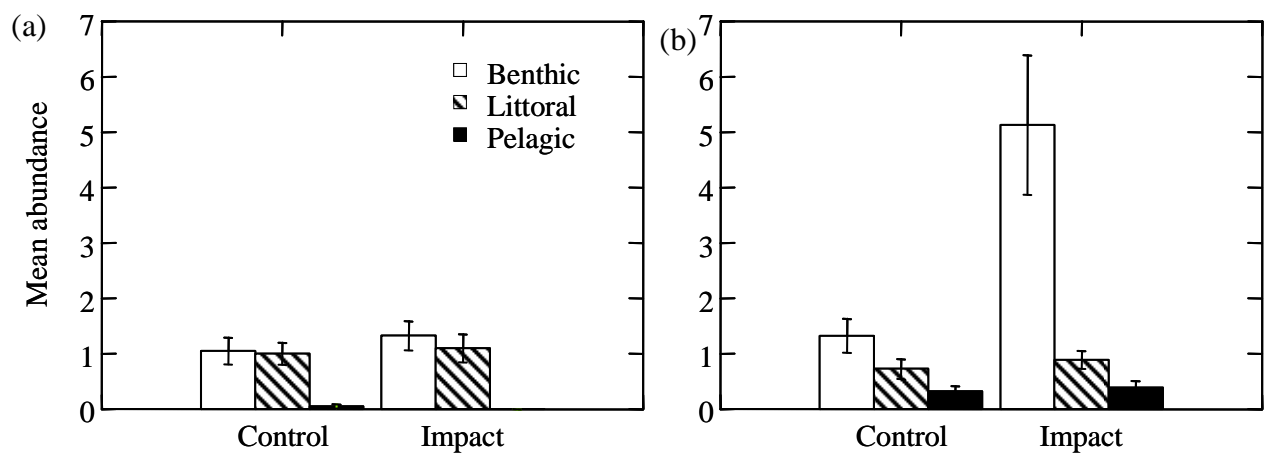 (a)
Mean abundance
7
6
5
4
3
2
1
0
Benthic
Littoral
Pelagic
Control Impact
(b)
7
6
5
4
3
2
1
0
Control Impact